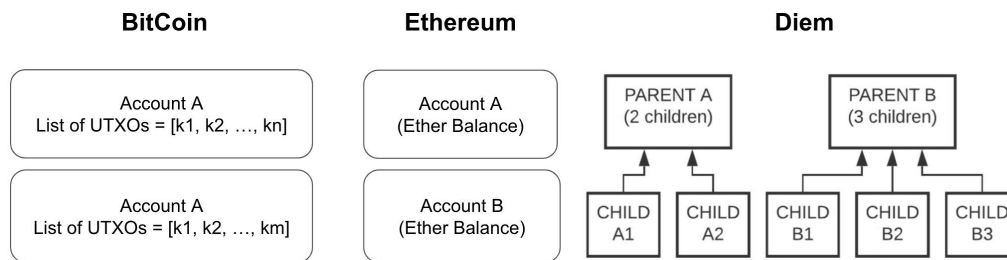 BitCoin
Ethereum
Diem
Account A
List of UTXOs = [k1, k2, …, kn]
Account A
List of UTXOs = [k1, k2, …, km]
Account A
(Ether Balance)
Account B
(Ether Balance)
PARENT A
(2 children)
PARENT B
(3 children)
CHILD
A1
CHILD
A2
CHILD
B1
CHILD
B2
CHILD
B3